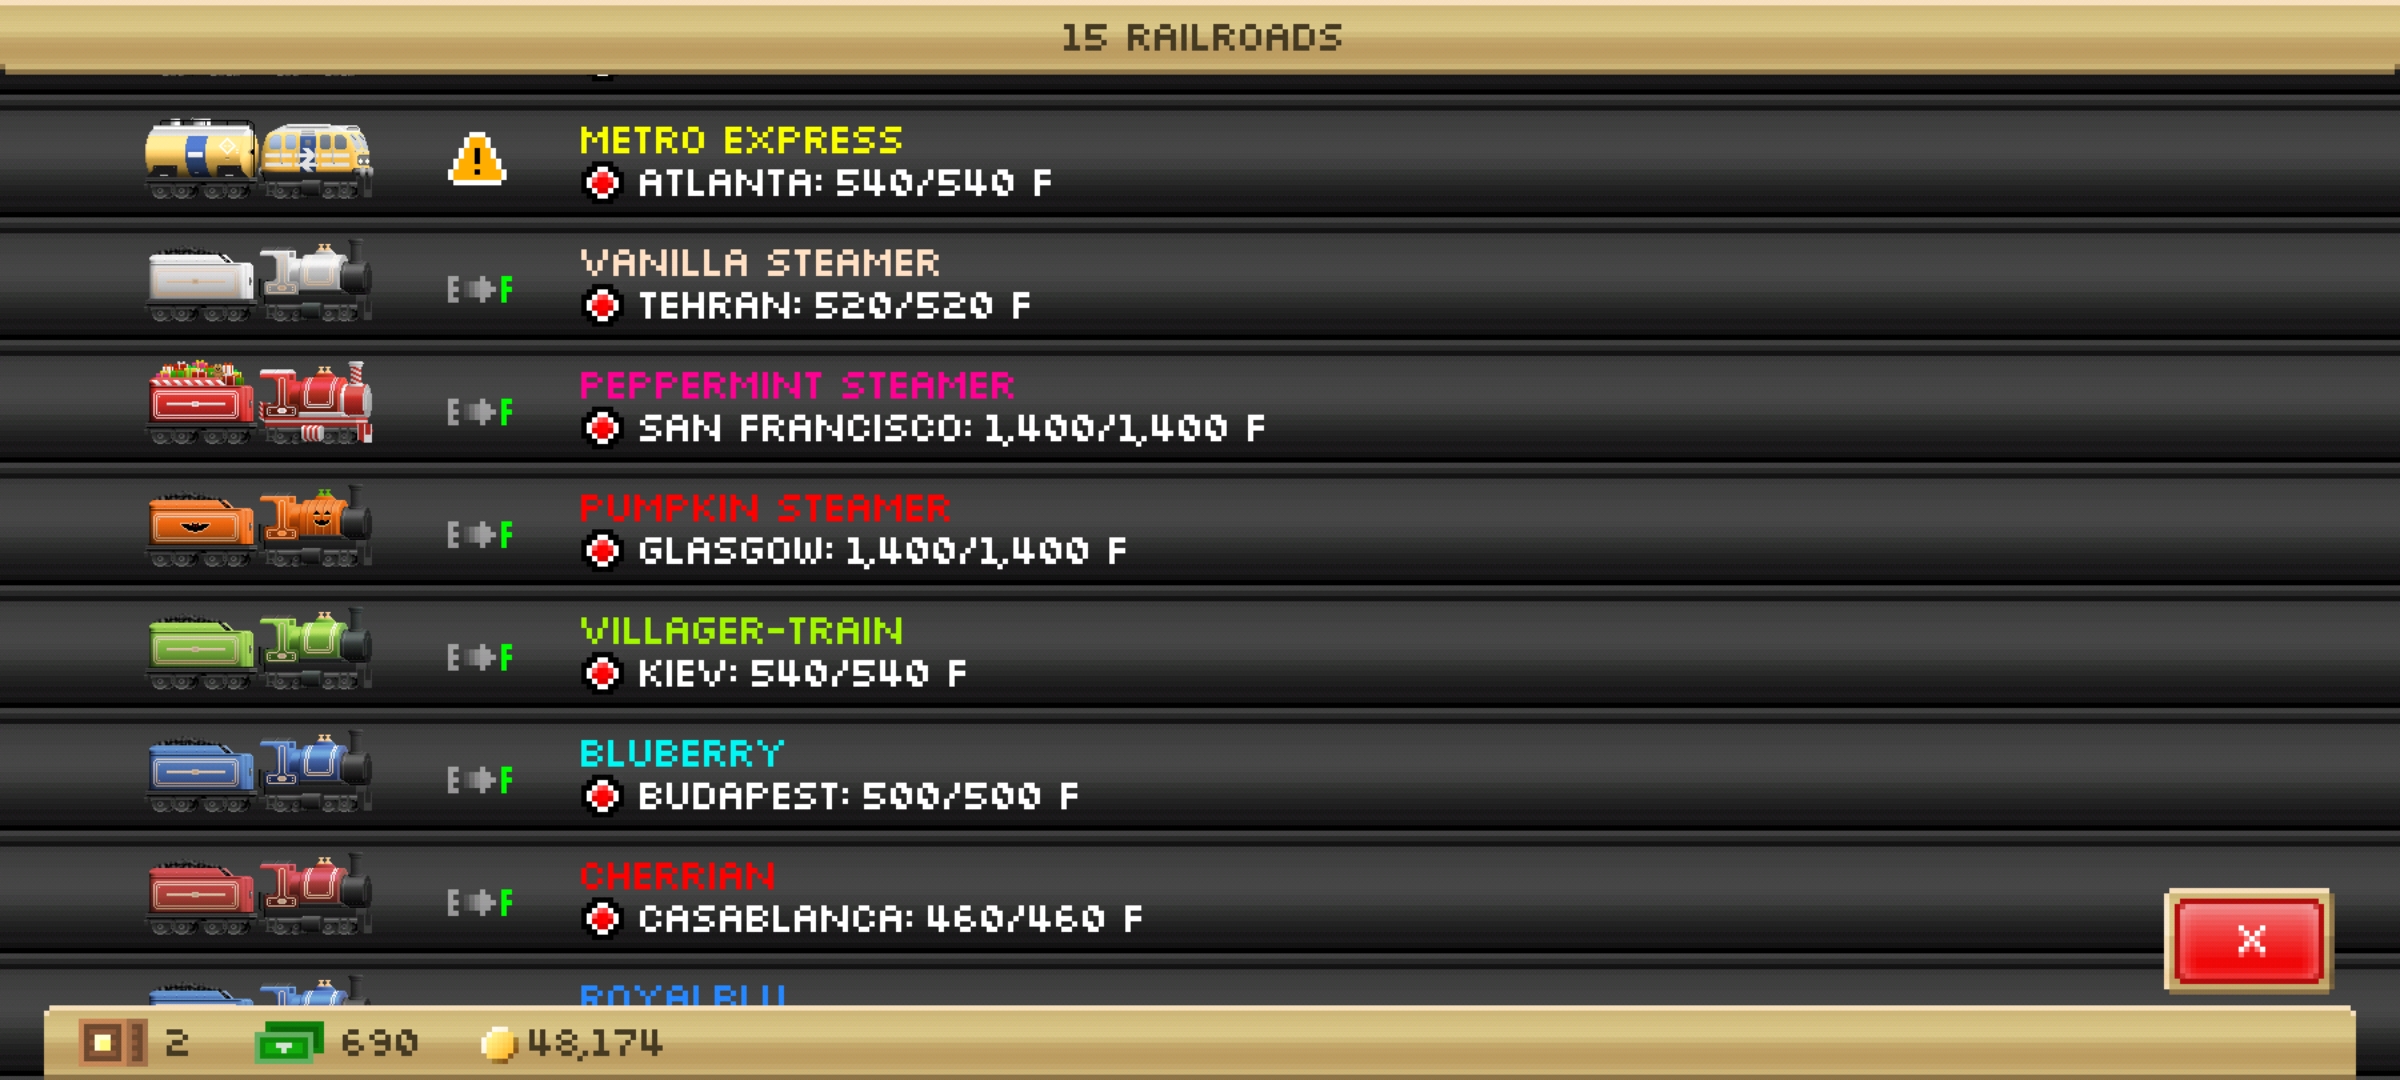 15 RAILROADS
METRO EXPRESS
ATLANTA: 540/540 F
VANILLA STEAMER
E F
TEHRAN: 520/520 F
PEPPERMINT STEAMER
E F
SAN FRANCISCO: 1,400/1,400 F
PUMPKIN STEAMER
E F
GLASGOW: 1,400/1,400 F
VILLAGER-TRAIN
E F
KIEV: 540/540 F
BLUBERRY
E F
BUDAPEST: 500/500 F
CHERRIAN
E F
CASABLANCA: 460/460 F
X
ROYALBLU
2 690 48,174